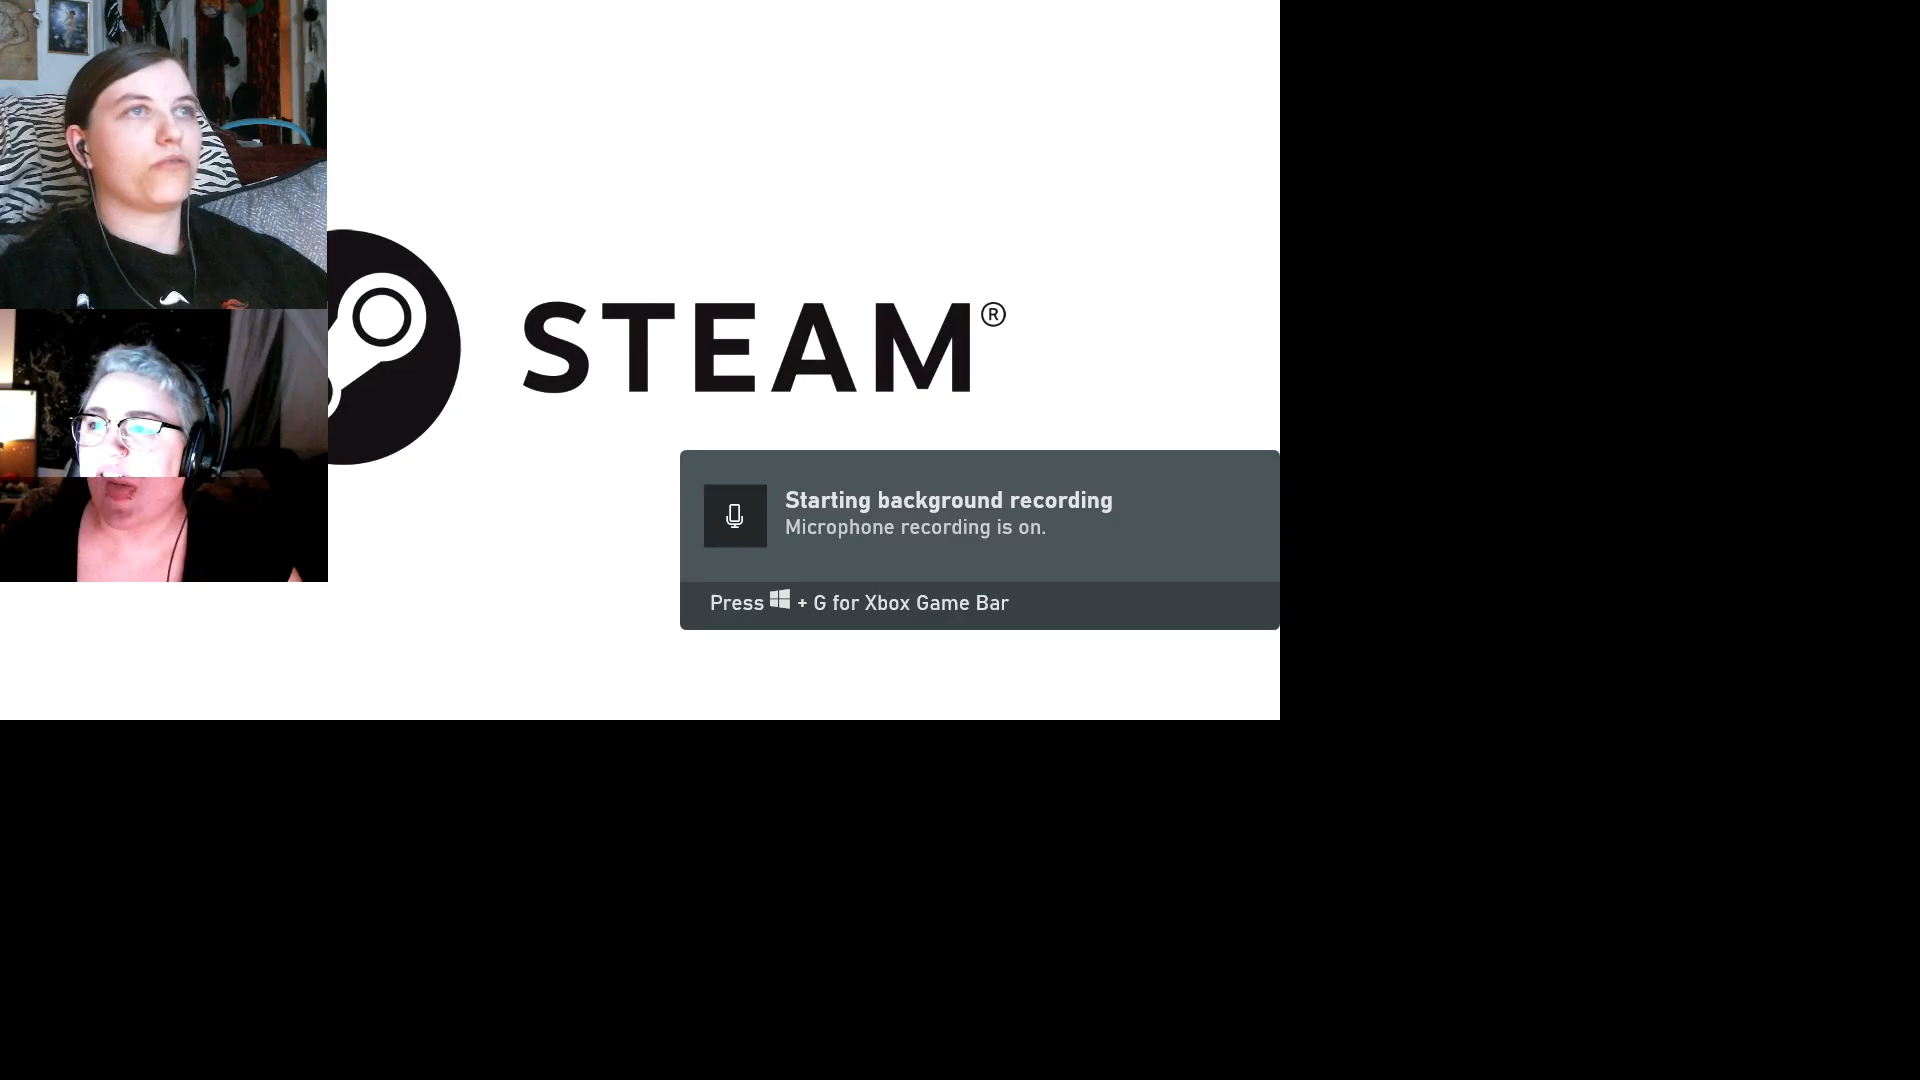 STEAM®
Starting background recording
Microphone recording is on.
Press + G for Xbox Game Bar